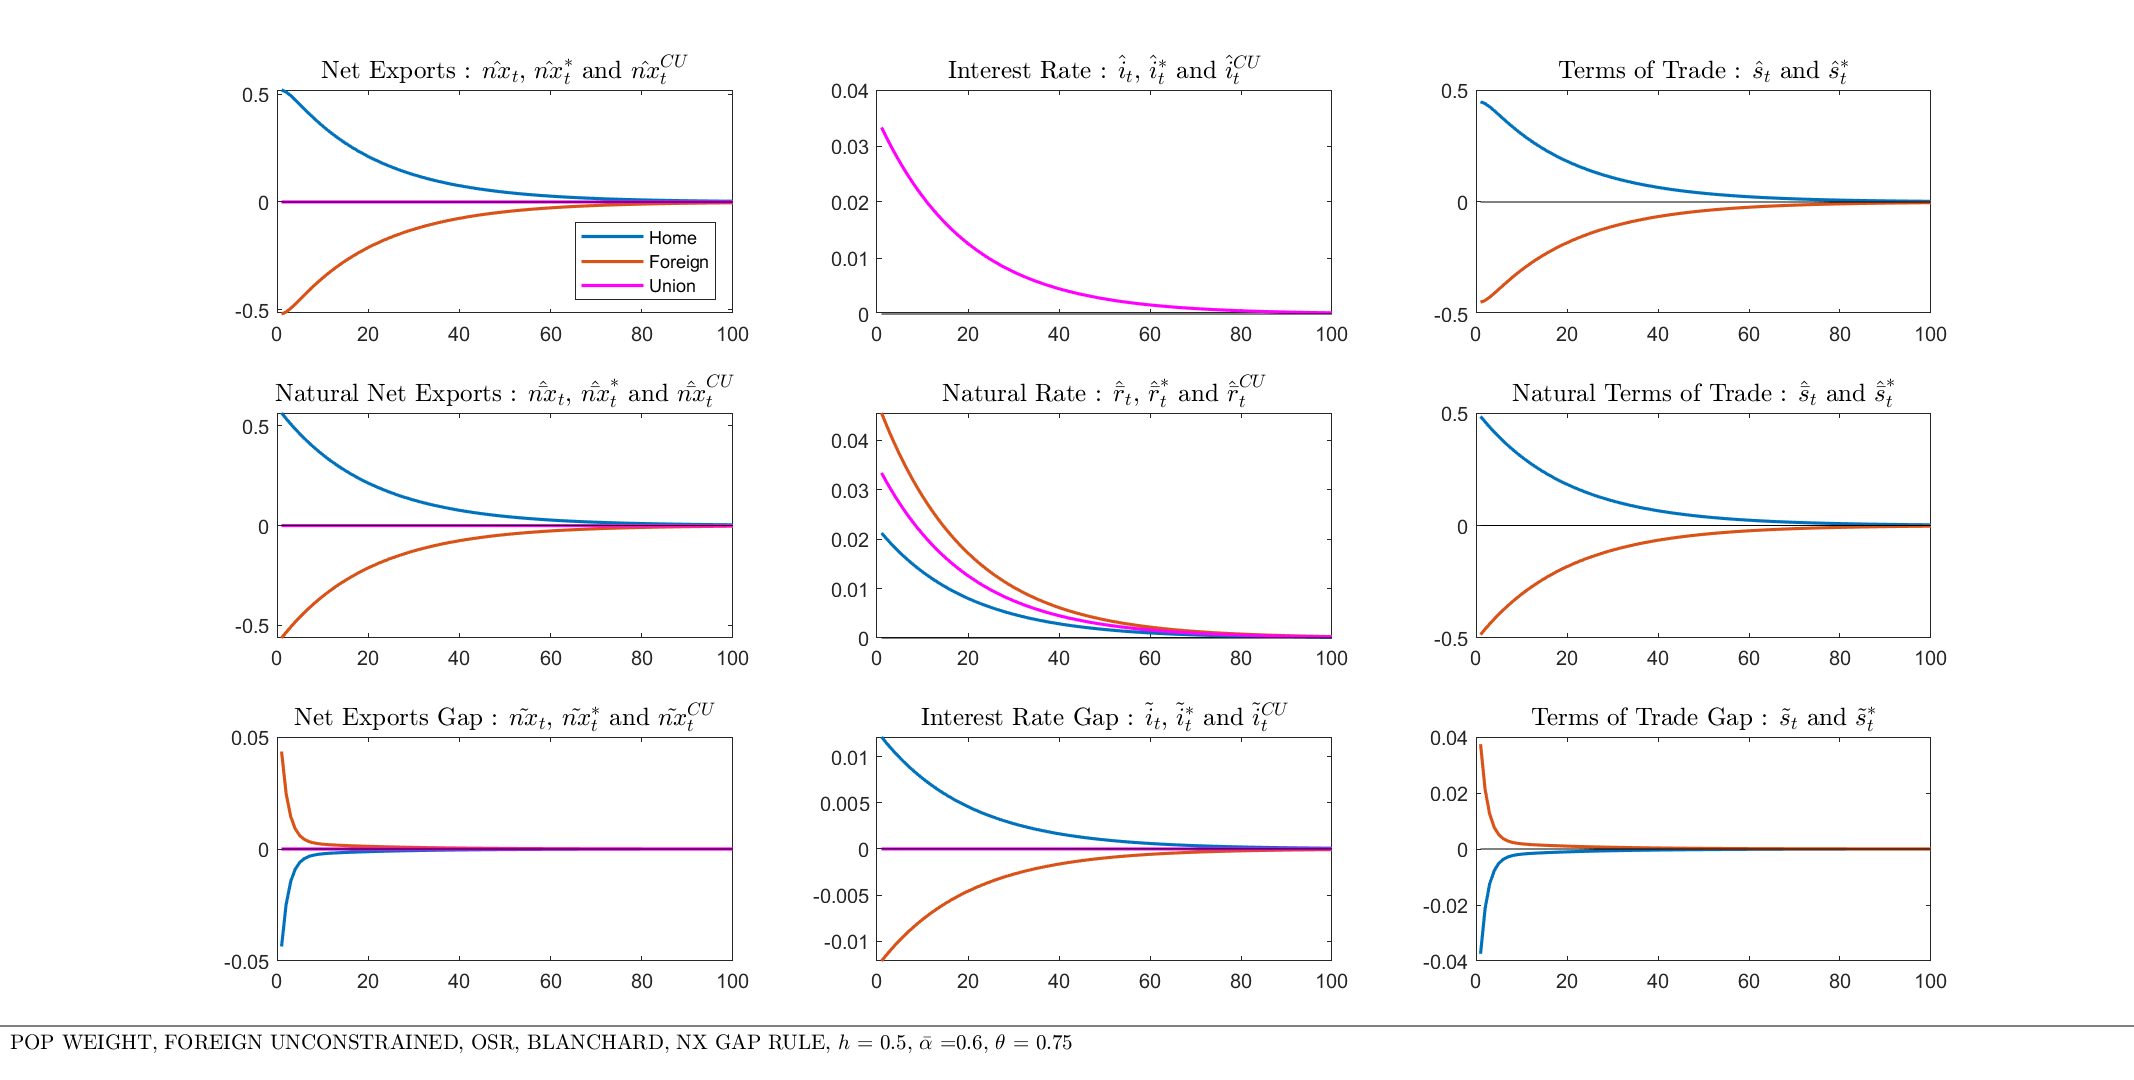 Net Exports : n̂x_t, n̂x_t^* and n̂x_t^{CU}
0.5
0
-0.5
0 20 40 60 80 100
Home
Foreign
Union
Interest Rate : î_t, î_t^* and î_t^{CU}
0.04
0.03
0.02
0.01
0
0 20 40 60 80 100
Terms of Trade : ŝ_t and ŝ_t^*
0.5
0
-0.5
0 20 40 60 80 100
Natural Net Exports : n̄̂x_t, n̄̂x_t^* and n̄̂x_t^{CU}
0.5
0
-0.5
0 20 40 60 80 100
Natural Rate : r̄̂_t, r̄̂_t^* and r̄̂_t^{CU}
0.04
0.03
0.02
0.01
0
0 20 40 60 80 100
Natural Terms of Trade : s̄̂_t and s̄̂_t^*
0.5
0
-0.5
0 20 40 60 80 100
Net Exports Gap : ñx_t, ñx_t^* and ñx_t^{CU}
0.05
0
-0.05
0 20 40 60 80 100
Interest Rate Gap : ĩ_t, ĩ_t^* and ĩ_t^{CU}
0.01
0.005
0
-0.005
-0.01
0 20 40 60 80 100
Terms of Trade Gap : s̃_t and s̃_t^*
0.04
0.02
0
-0.02
-0.04
0 20 40 60 80 100
POP WEIGHT, FOREIGN UNCONSTRAINED, OSR, BLANCHARD, NX GAP RULE, h = 0.5, ᾱ =0.6, θ = 0.75